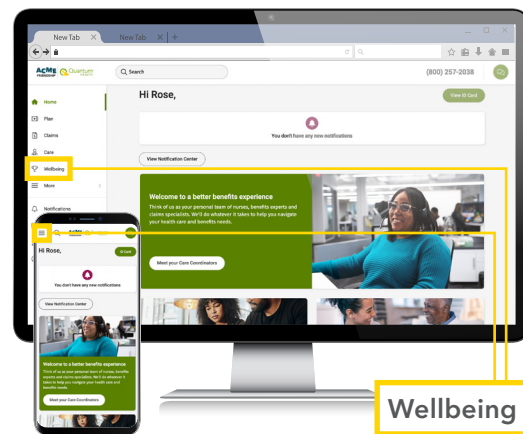 New Tab
New Tab
ACME
Quantum
HEALTH
Search
(800) 257-2038
Home
Plan
Claims
Care
Wellbeing
More
Notifications
Hi Rose,
View ID Card
You don't have any new notifications
View Notification Center
Welcome to a better benefits experience
Think of us as your personal team of nurses, benefits experts and
claims specialists. We'll do whatever it takes to help you navigate
your health care and benefits needs.
Meet your Care Coordinators
ACME
Hi Rose,
ID Card
You don't have any new notifications
View Notification Center
Welcome to a better benefits experience
Think of us as your personal team of nurses, benefits
experts and claims specialists. We'll do whatever it
takes to help you navigate your health care and
benefits needs.
Meet your Care Coordinators
Wellbeing